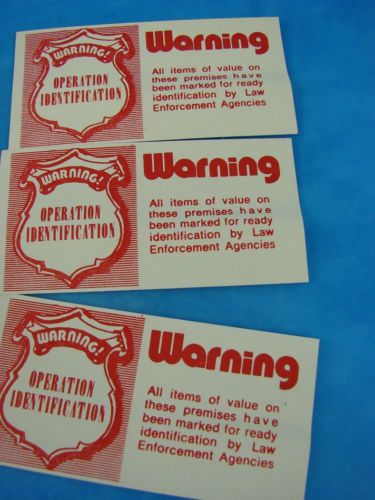 WARNING!
OPERATION
IDENTIFICATION
Warning
All items of value on
these premises have
been marked for ready
identification by Law
Enforcement Agencies
WARNING!
OPERATION
IDENTIFICATION
Warning
All items of value on
these premises have
been marked for ready
identification by Law
Enforcement Agencies
WARNING!
OPERATION
IDENTIFICATION
Warning
All items of value on
these premises have
been marked for ready
identification by Law
Enforcement Agencies